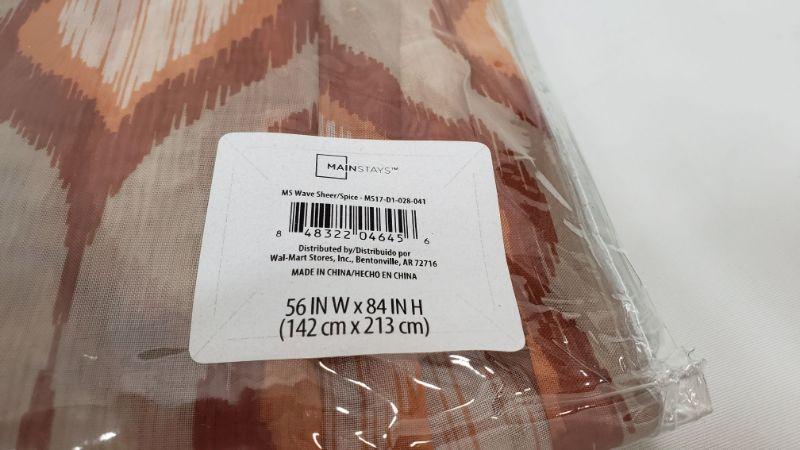 MAINSTAYS™
MS Wave Sheer/Spice - MS17-D1-028-041
8 48322 04645 6
Distributed by/Distribuido por
Wal-Mart Stores, Inc., Bentonville, AR 72716
MADE IN CHINA/HECHO EN CHINA
56 IN W x 84 IN H
(142 cm x 213 cm)